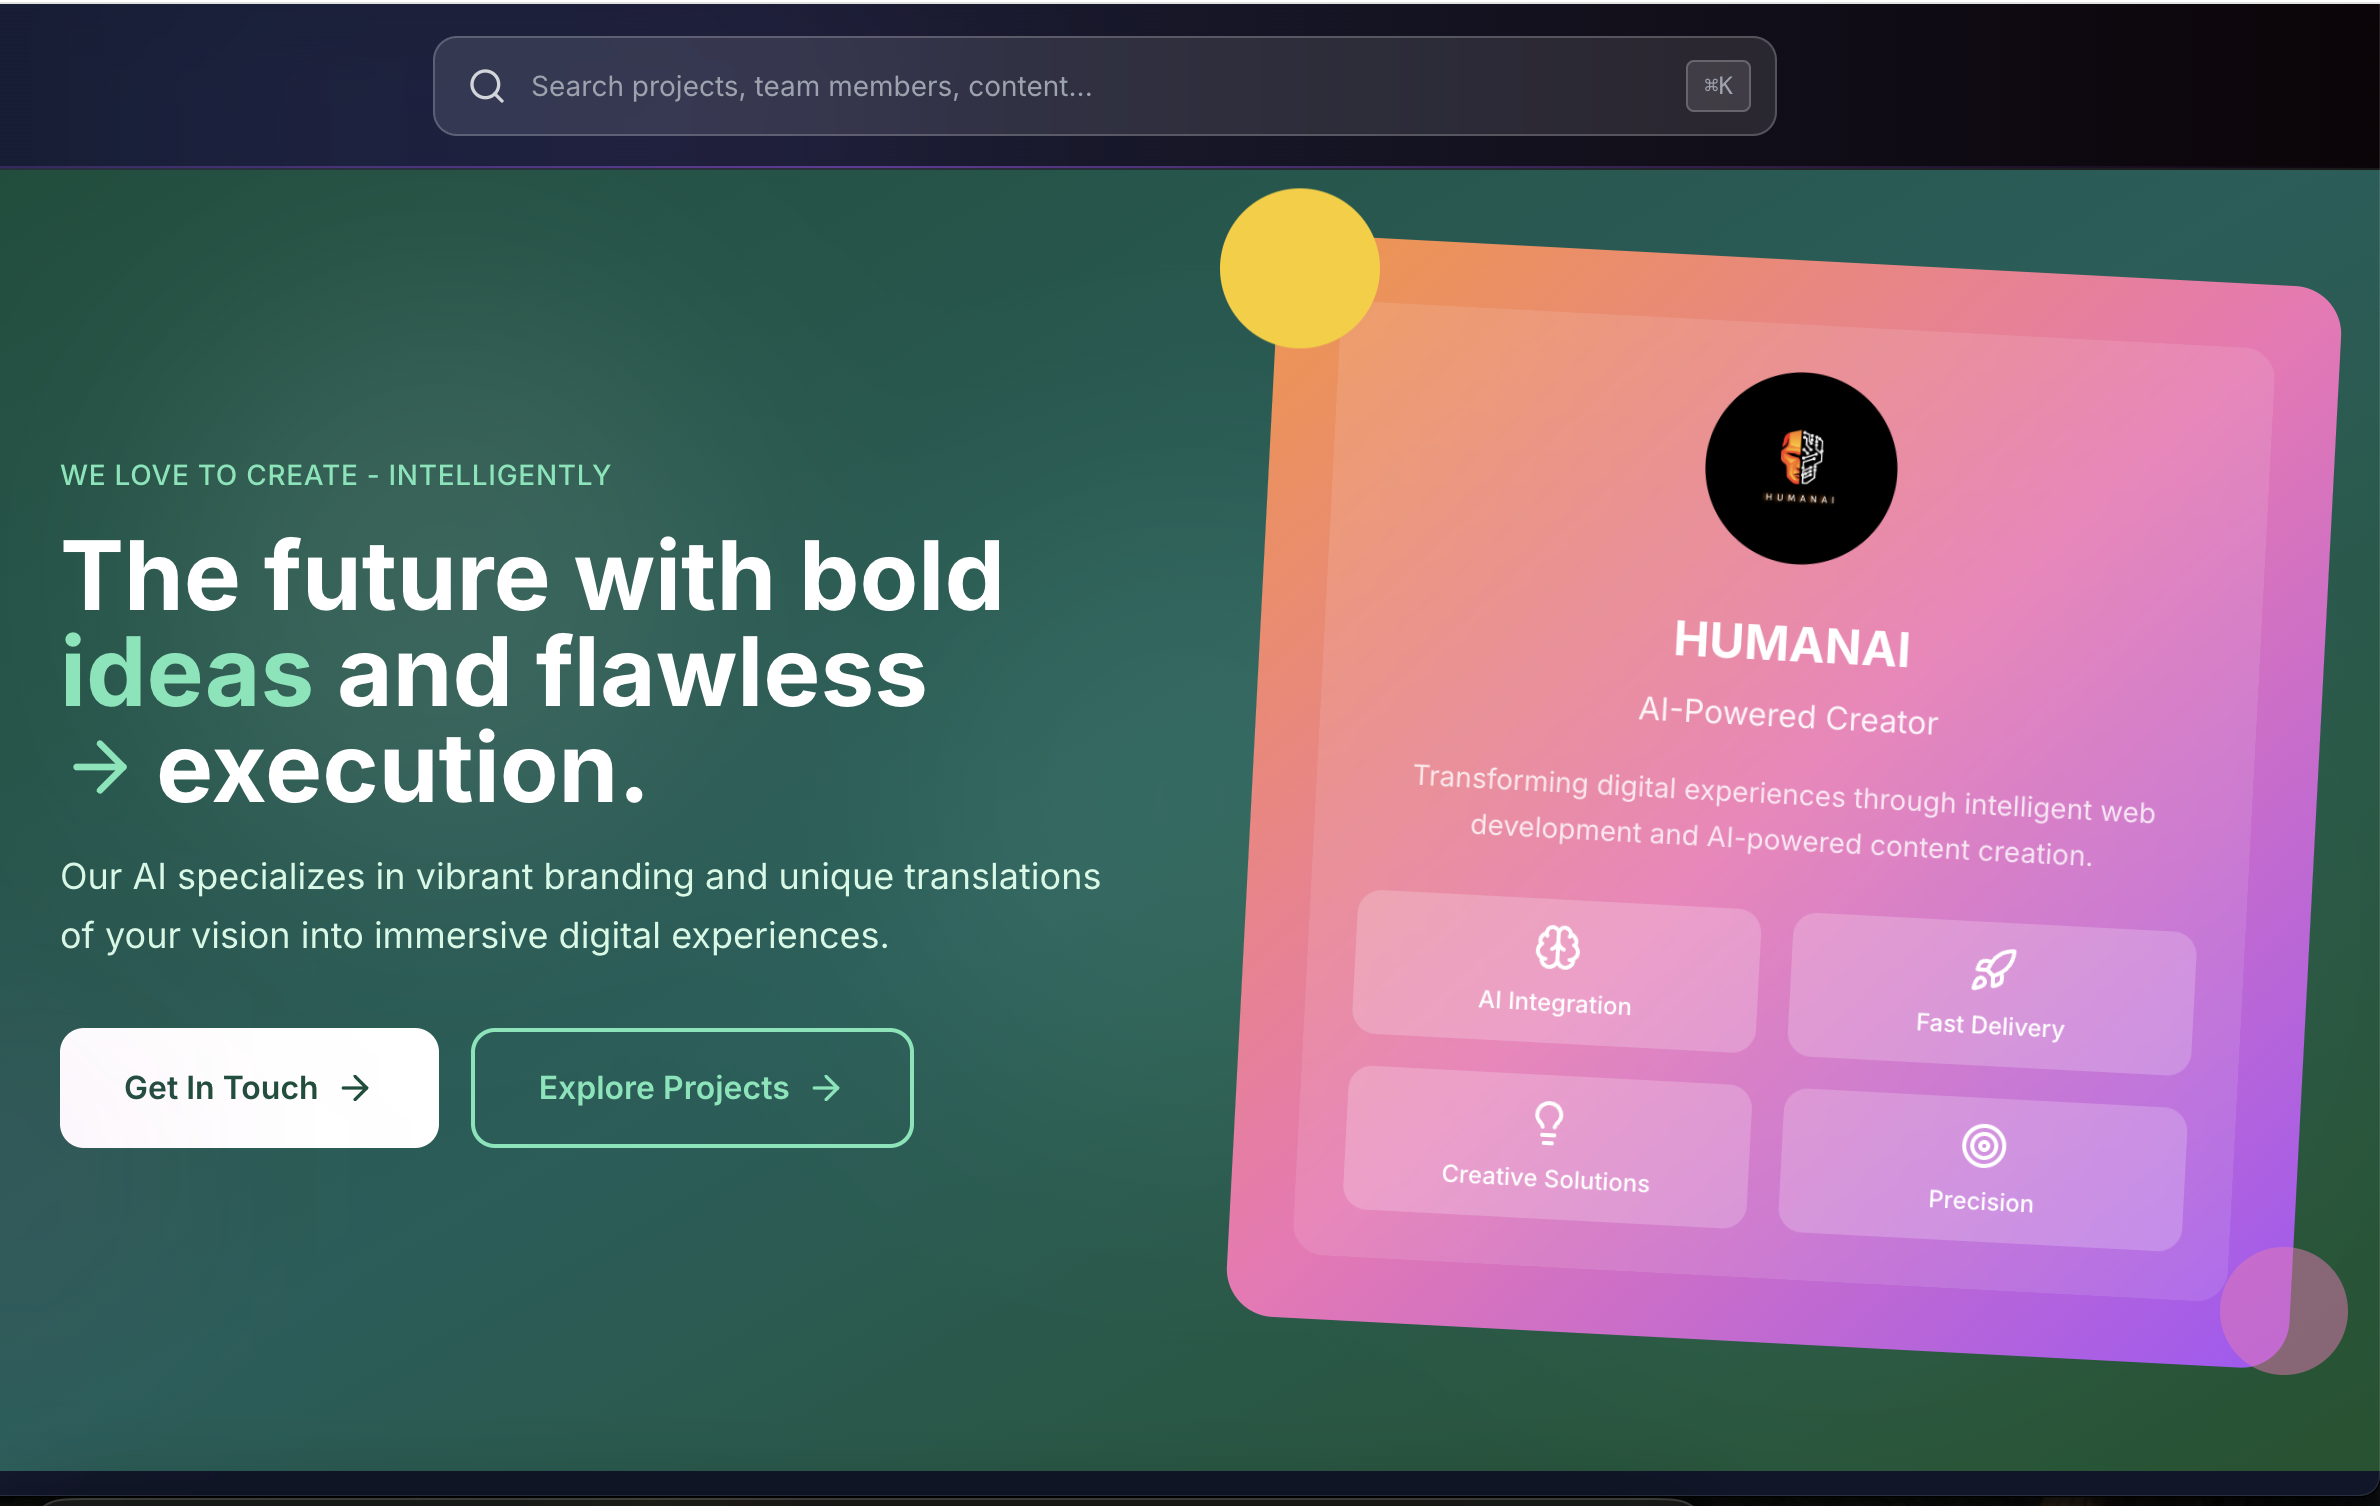 Search projects, team members, content...
⌘K
WE LOVE TO CREATE - INTELLIGENTLY
The future with bold
ideas and flawless
→ execution.
Our AI specializes in vibrant branding and unique translations
of your vision into immersive digital experiences.
Get In Touch →
Explore Projects →
HUMANAI
HUMANAI
AI-Powered Creator
Transforming digital experiences through intelligent web
development and AI-powered content creation.
AI Integration
Fast Delivery
Creative Solutions
Precision